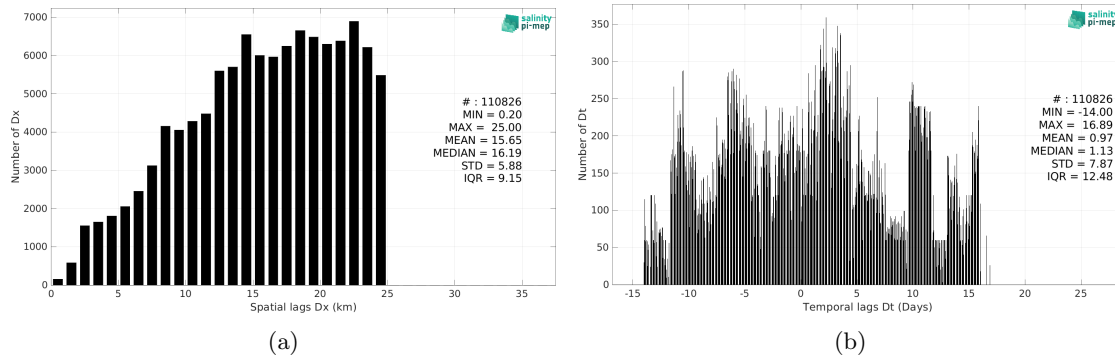 7000
6000
5000
4000
3000
2000
1000
0
Number of Dx
0 5 10 15 20 25 30 35
Spatial lags Dx (km)
salinity
pi-mep
# : 110826
MIN = 0.20
MAX = 25.00
MEAN = 15.65
MEDIAN = 16.19
STD = 5.88
IQR = 9.15
(a)
350
300
250
200
150
100
50
0
Number of Dt
-15 -10 -5 0 5 10 15 20 25
Temporal lags Dt (Days)
salinity
pi-mep
# : 110826
MIN = -14.00
MAX = 16.89
MEAN = 0.97
MEDIAN = 1.13
STD = 7.87
IQR = 12.48
(b)